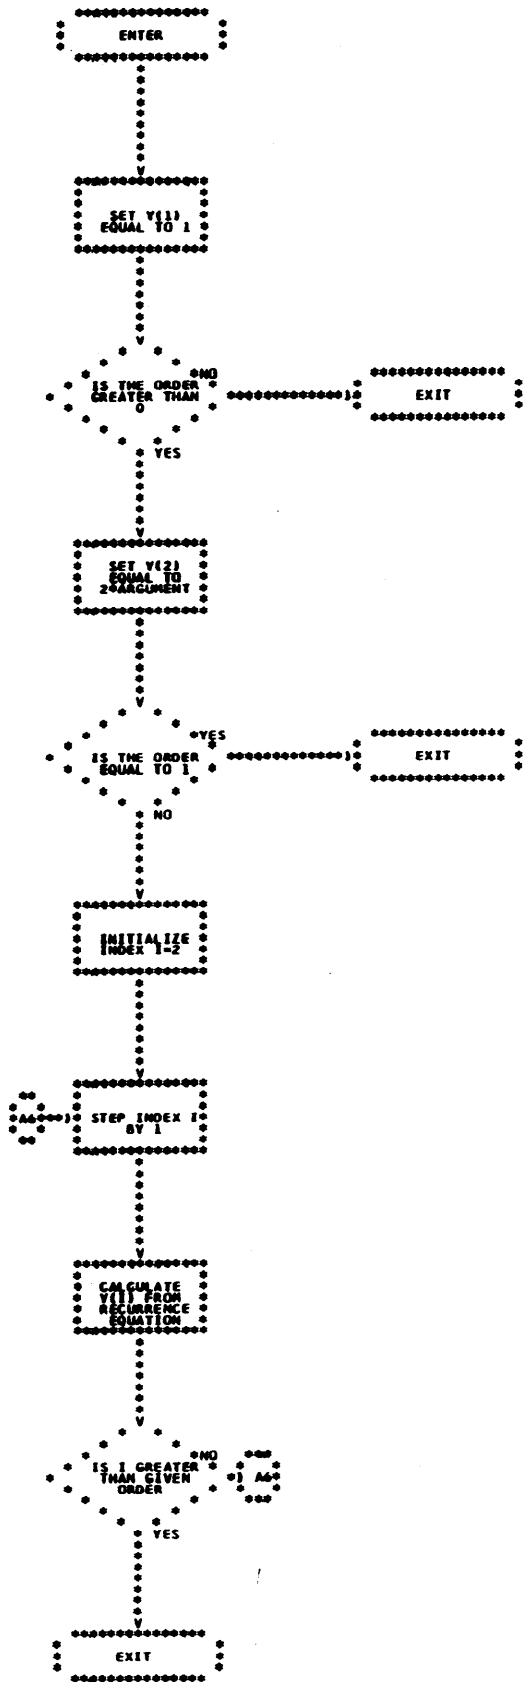 ENTER
SET Y(1)
EQUAL TO 1
NO
IS THE ORDER
GREATER THAN
0
EXIT
YES
SET Y(2)
EQUAL TO
2*ARGUMENT
YES
IS THE ORDER
EQUAL TO 1
EXIT
NO
INITIALIZE
INDEX I=2
A6
STEP INDEX I
BY 1
CALCULATE
Y(I) FROM
RECURRENCE
EQUATION
NO
IS I GREATER
THAN GIVEN
ORDER
A6
YES
EXIT